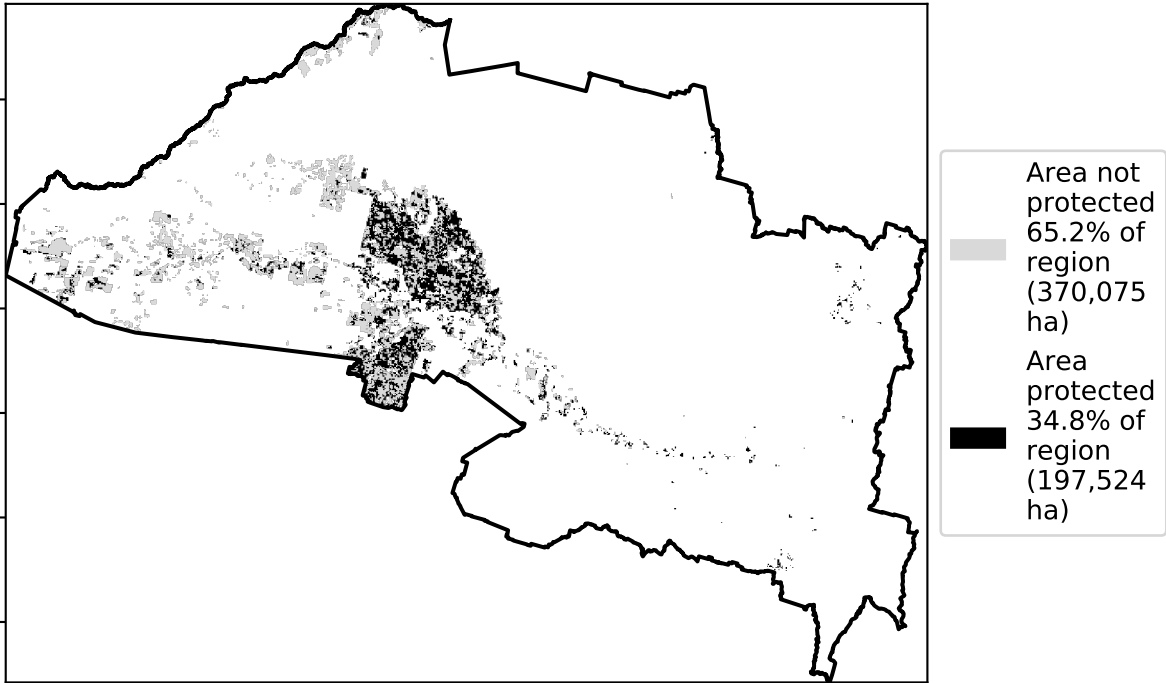 Area not
protected
65.2% of
region
(370,075
ha)
Area
protected
34.8% of
region
(197,524
ha)